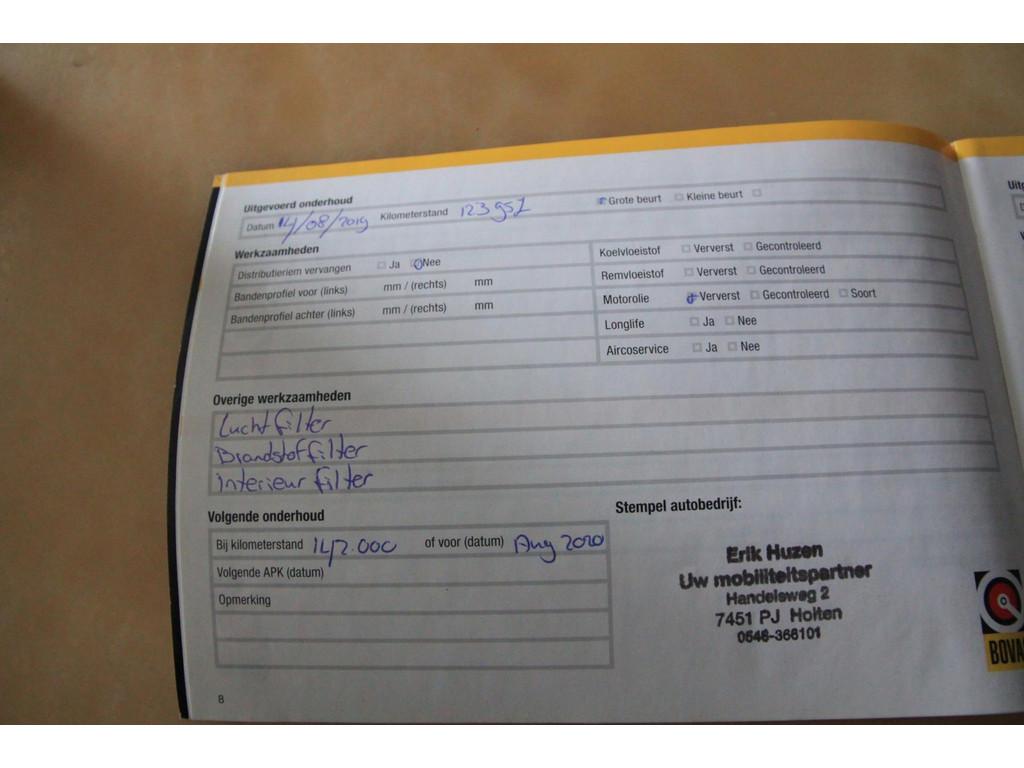 Uitgevoerd onderhoud
Datum 14/08/2019 Kilometerstand 123951 Grote beurt Kleine beurt
Werkzaamheden
Distributieriem vervangen Ja Nee
Bandenprofiel voor (links) mm / (rechts) mm
Bandenprofiel achter (links) mm / (rechts) mm
Koelvloeistof Ververst Gecontroleerd
Remvloeistof Ververst Gecontroleerd
Motorolie Ververst Gecontroleerd Soort
Longlife Ja Nee
Aircoservice Ja Nee
Overige werkzaamheden
Luchtfilter
Brandstoffilter
Interieur filter
Volgende onderhoud
Bij kilometerstand 142.000 of voor (datum) Aug 2020
Volgende APK (datum)
Opmerking
Stempel autobedrijf:
Erik Huzen
Uw mobiliteitspartner
Handelsweg 2
7451 PJ Holten
0548-366101
8